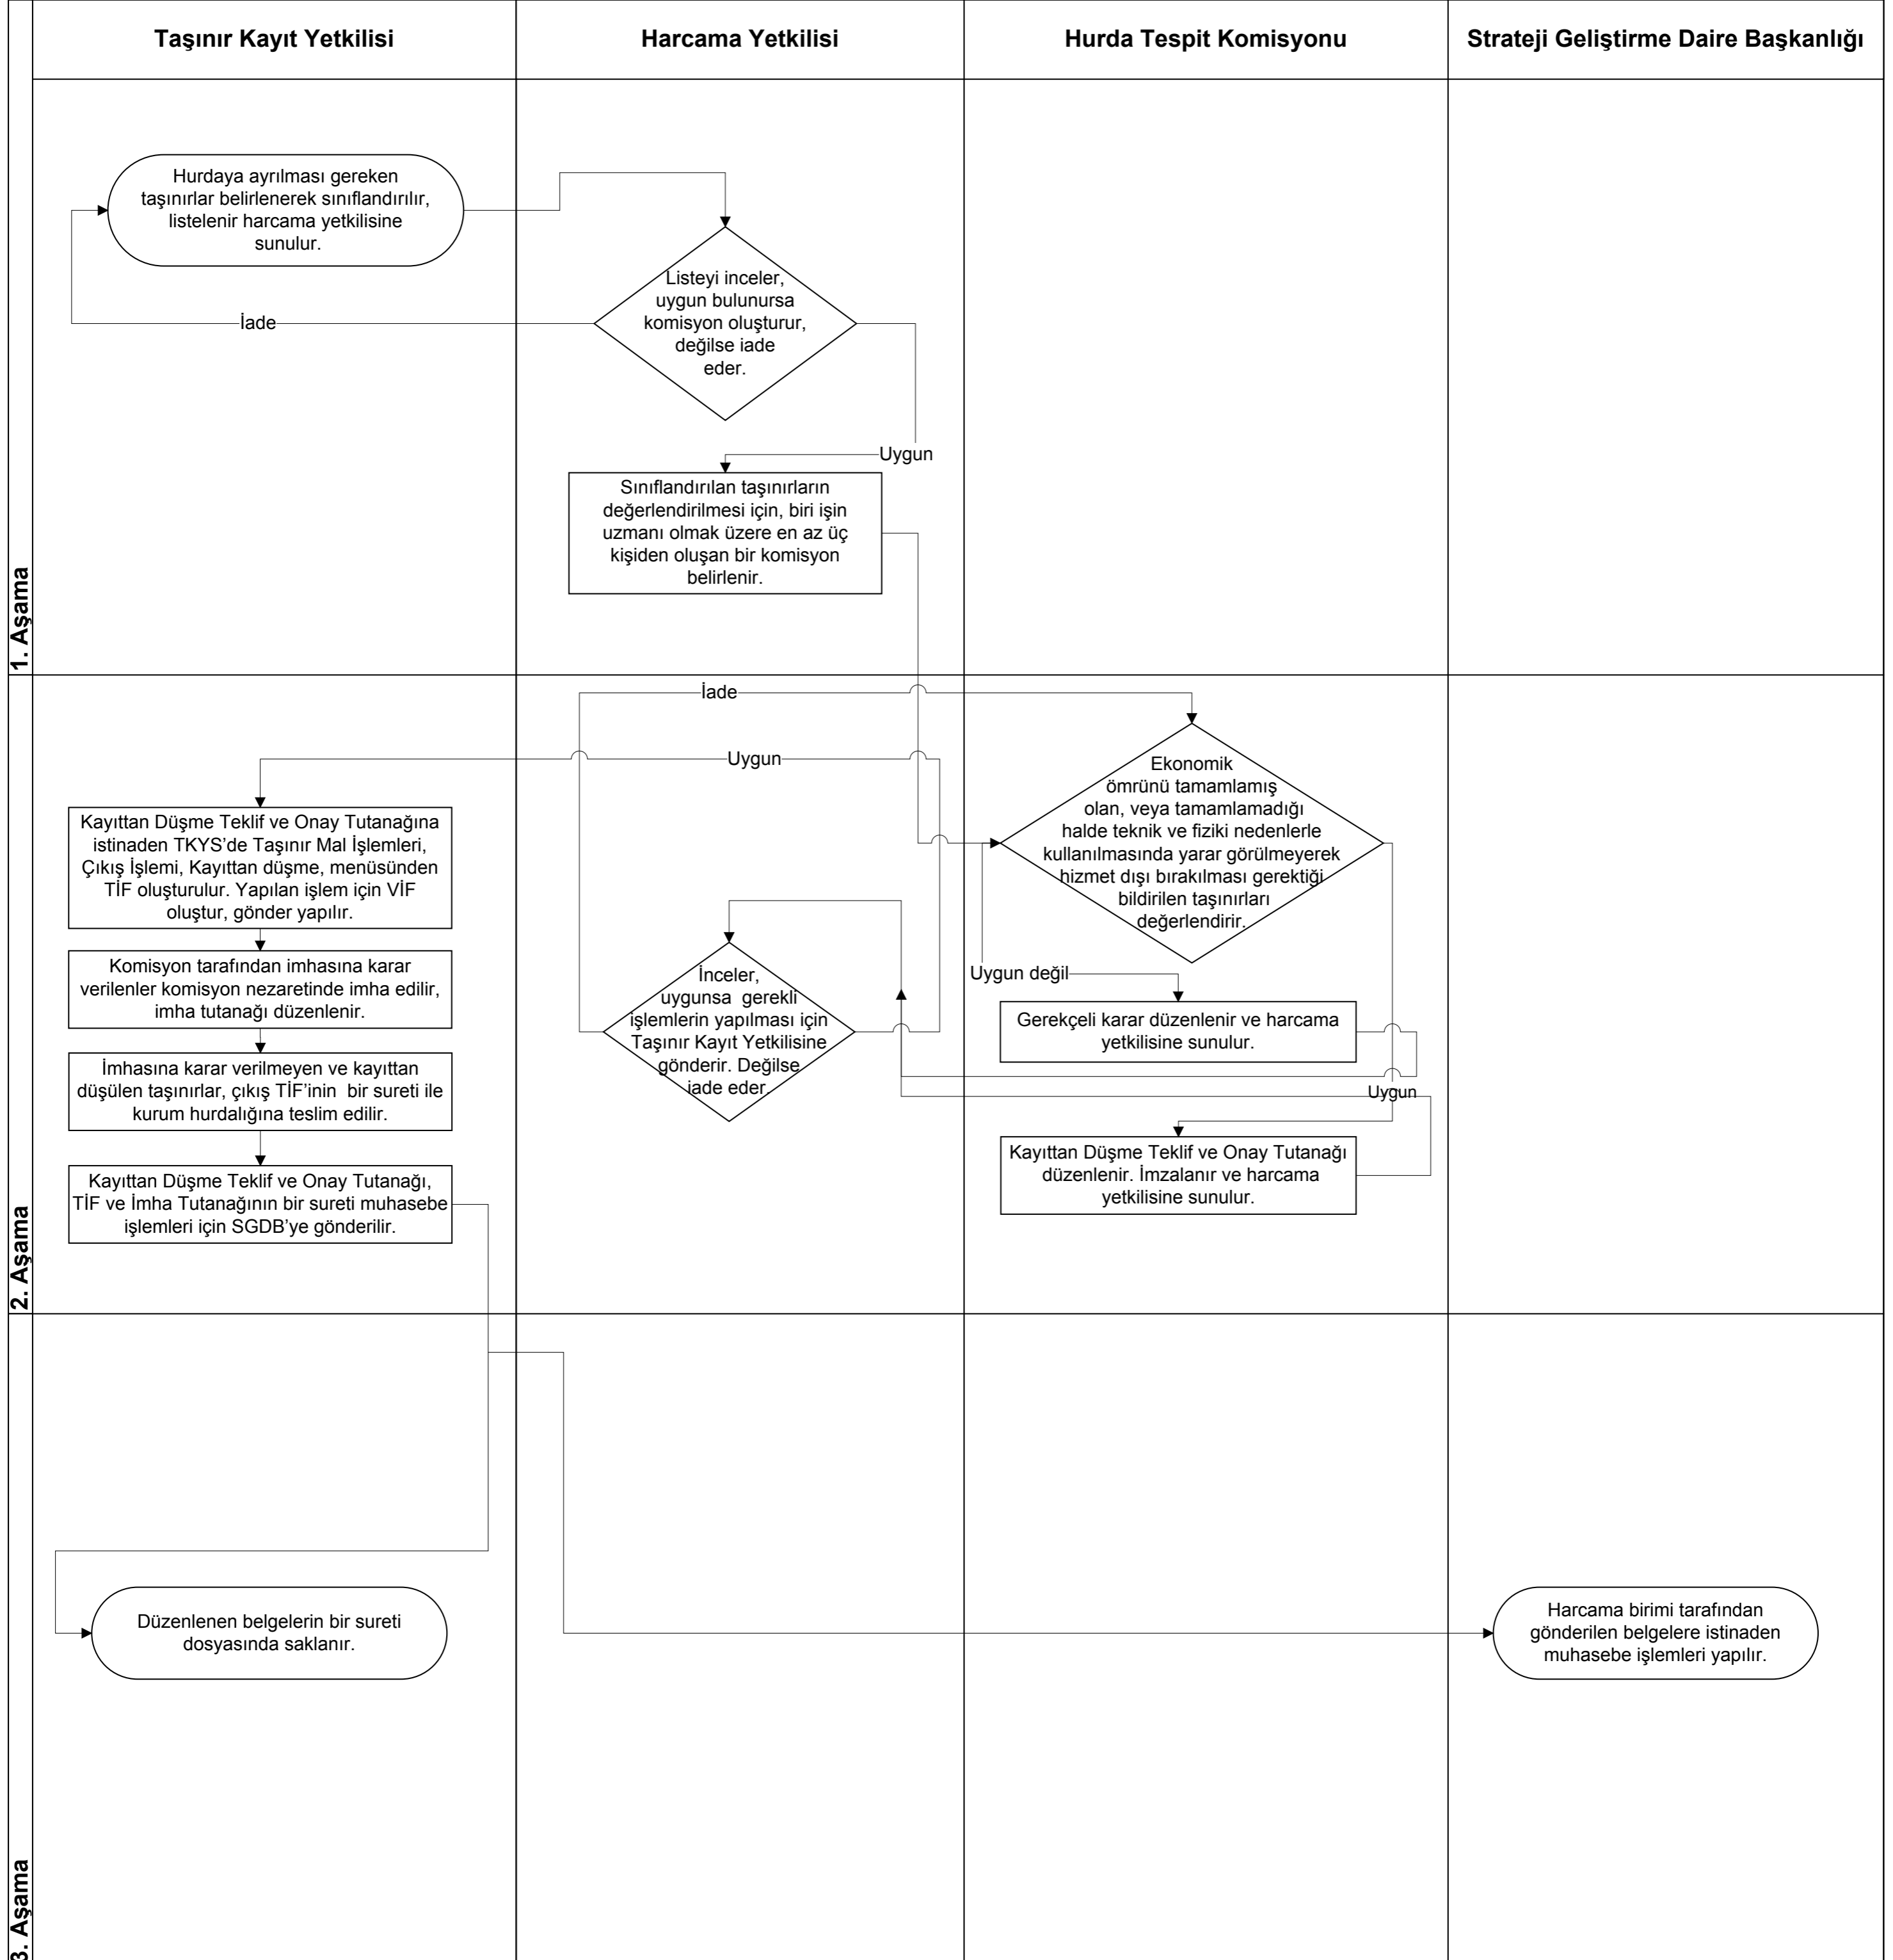 Taşınır Kayıt Yetkilisi
Harcama Yetkilisi
Hurda Tespit Komisyonu
Strateji Geliştirme Daire Başkanlığı
1. Aşama
Hurdaya ayrılması gereken
taşınırlar belirlenerek sınıflandırılır,
listelenir harcama yetkilisine
sunulur.
Listeyi inceler,
uygun bulunursa
komisyon oluşturur,
değilse iade
eder.
İade
Uygun
Sınıflandırılan taşınırların
değerlendirilmesi için, biri işin
uzmanı olmak üzere en az üç
kişiden oluşan bir komisyon
belirlenir.
2. Aşama
İade
Uygun
Ekonomik
ömrünü tamamlamış
olan, veya tamamlamadığı
halde teknik ve fiziki nedenlerle
kullanılmasında yarar görülmeyerek
hizmet dışı bırakılması gerektiği
bildirilen taşınırları
değerlendirir.
Kayıttan Düşme Teklif ve Onay Tutanağına
istinaden TKYS’de Taşınır Mal İşlemleri,
Çıkış İşlemi, Kayıttan düşme, menüsünden
TİF oluşturulur. Yapılan işlem için VİF
oluştur, gönder yapılır.
Komisyon tarafından imhasına karar
verilenler komisyon nezaretinde imha edilir,
imha tutanağı düzenlenir.
İnceler,
uygunsa  gerekli
işlemlerin yapılması için
Taşınır Kayıt Yetkilisine
gönderir. Değilse
iade eder.
Uygun değil
Gerekçeli karar düzenlenir ve harcama
yetkilisine sunulur.
İmhasına karar verilmeyen ve kayıttan
düşülen taşınırlar, çıkış TİF’inin  bir sureti ile
kurum hurdalığına teslim edilir.
Uygun
Kayıttan Düşme Teklif ve Onay Tutanağı
düzenlenir. İmzalanır ve harcama
yetkilisine sunulur.
Kayıttan Düşme Teklif ve Onay Tutanağı,
TİF ve İmha Tutanağının bir sureti muhasebe
işlemleri için SGDB’ye gönderilir.
3. Aşama
Düzenlenen belgelerin bir sureti
dosyasında saklanır.
Harcama birimi tarafından
gönderilen belgelere istinaden
muhasebe işlemleri yapılır.